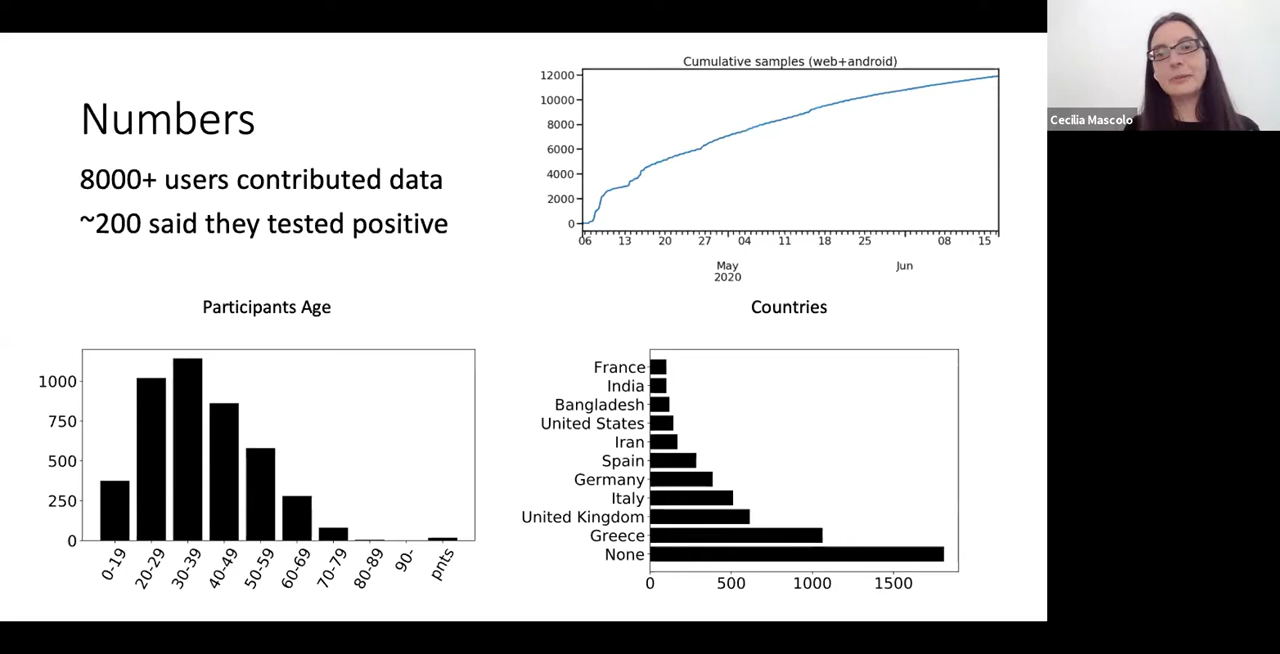 Numbers
8000+ users contributed data
~200 said they tested positive
Cumulative samples (web+android)
12000
10000
8000
6000
4000
2000
0
06 13 20 27 04 11 18 25 08 15
May Jun
2020
Cecilia Mascolo
Participants Age
1000
750
500
250
0
0-19 20-29 30-39 40-49 50-59 60-69 70-79 80-89 90- pnts
Countries
France
India
Bangladesh
United States
Iran
Spain
Germany
Italy
United Kingdom
Greece
None
0 500 1000 1500